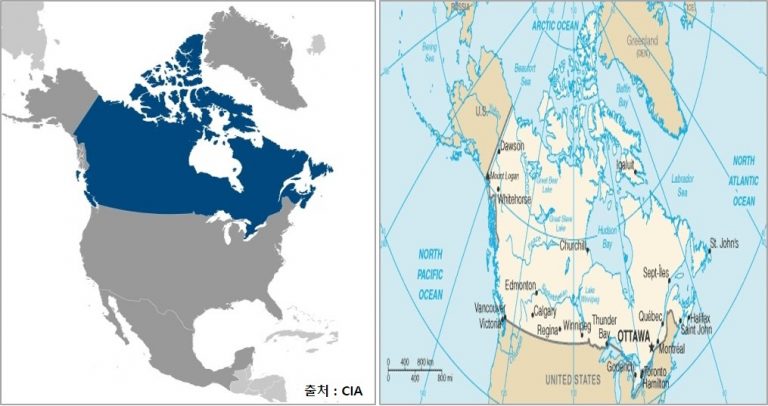 출처 : CIA
RUSSIA
ARCTIC OCEAN
ICE.
Greenland
(DEN.)
Bering
Sea
Beaufort
Sea
Baffin
Bay
U.S.
Dawson
Mount Logan
Whitehorse
Great Bear
Lake
Iqaluit
Labrador
Sea
NORTH
ATLANTIC
OCEAN
Great Slave
Lake
Hudson
Bay
Churchill
St. John's
NORTH
PACIFIC
OCEAN
Edmonton
Lake
Winnipeg
Sept-Îles
Vancouver
Victoria
Calgary
Regina
Winnipeg
Thunder
Bay
Québec
Halifax
Saint John
OTTAWA
Montréal
Goderich
Toronto
Hamilton
UNITED STATES
0 400 800 km
0 400 800 mi